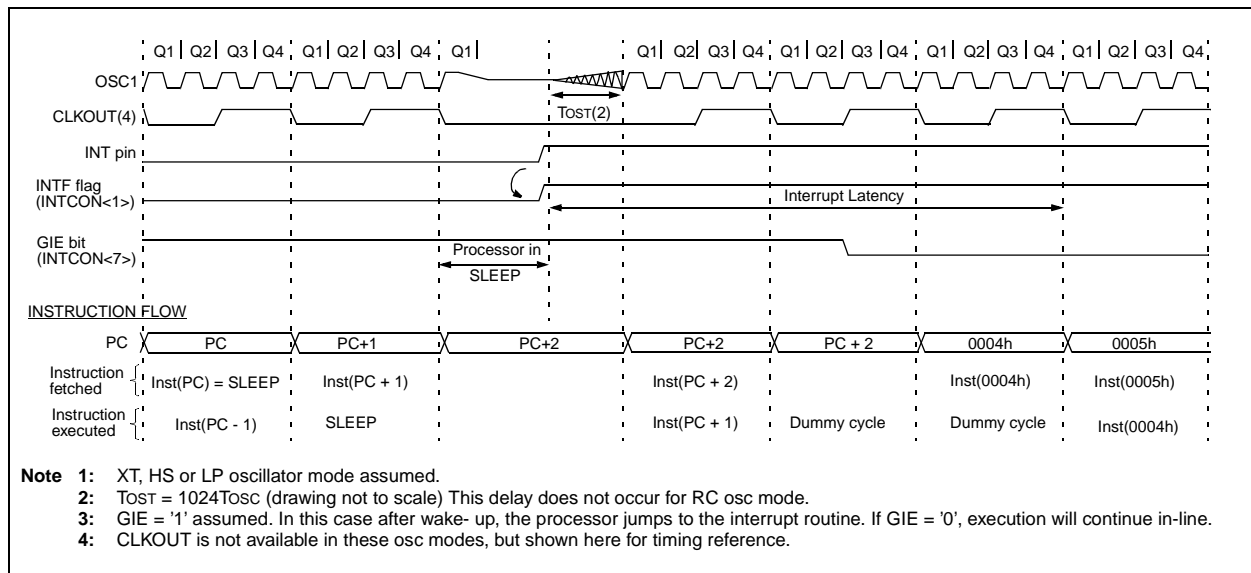 Q1 Q2 Q3 Q4 Q1 Q2 Q3 Q4 Q1 Q1 Q2 Q3 Q4 Q1 Q2 Q3 Q4 Q1 Q2 Q3 Q4 Q1 Q2 Q3 Q4
OSC1
CLKOUT(4)
TOST(2)
INT pin
INTF flag
(INTCON<1>)
Interrupt Latency
GIE bit
(INTCON<7>)
Processor in
SLEEP
INSTRUCTION FLOW
PC PC PC+1 PC+2 PC+2 PC + 2 0004h 0005h
Instruction
fetched
Inst(PC) = SLEEP Inst(PC + 1) Inst(PC + 2) Inst(0004h) Inst(0005h)
Instruction
executed
Inst(PC - 1) SLEEP Inst(PC + 1) Dummy cycle Dummy cycle Inst(0004h)
Note 1: XT, HS or LP oscillator mode assumed.
2: TOST = 1024TOSC (drawing not to scale) This delay does not occur for RC osc mode.
3: GIE = '1' assumed. In this case after wake- up, the processor jumps to the interrupt routine. If GIE = '0', execution will continue in-line.
4: CLKOUT is not available in these osc modes, but shown here for timing reference.